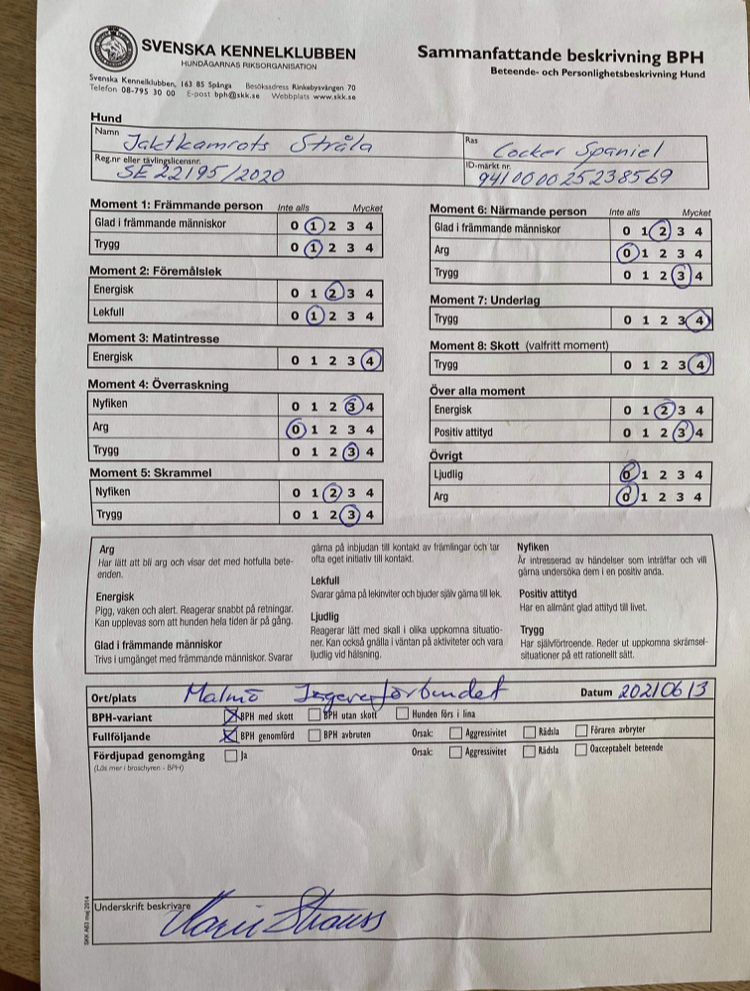 SVENSKA KENNELKLUBBEN
HUNDÄGARNAS RIKSORGANISATION
Svenska Kennelklubben, 163 85 Spånga Besöksadress Rinkebysvängen 70
Telefon 08-795 30 00 E-post bph@skk.se Webbplats www.skk.se
Sammanfattande beskrivning BPH
Beteende- och Personlighetsbeskrivning Hund
Hund
Namn
Jaktkamrots Stråla
Ras
Cocker Spaniel
Reg.nr eller tävlingslicensnr.
SE 22195/2020
ID-märkt nr.
941000025238569
Moment 1: Främmande person Inte alls Mycket
Glad i främmande människor 0 1 2 3 4
Trygg 0 1 2 3 4
Moment 2: Föremålslek
Energisk 0 1 2 3 4
Lekfull 0 1 2 3 4
Moment 3: Matintresse
Energisk 0 1 2 3 4
Moment 4: Överraskning
Nyfiken 0 1 2 3 4
Arg 0 1 2 3 4
Trygg 0 1 2 3 4
Moment 5: Skrammel
Nyfiken 0 1 2 3 4
Trygg 0 1 2 3 4
Moment 6: Närmande person Inte alls Mycket
Glad i främmande människor 0 1 2 3 4
Arg 0 1 2 3 4
Trygg 0 1 2 3 4
Moment 7: Underlag
Trygg 0 1 2 3 4
Moment 8: Skott (valfritt moment)
Trygg 0 1 2 3 4
Över alla moment
Energisk 0 1 2 3 4
Positiv attityd 0 1 2 3 4
Övrigt
Ljudlig 0 1 2 3 4
Arg 0 1 2 3 4
Arg
Har lätt att bli arg och visar det med hotfulla bete-
enden.
Energisk
Pigg, vaken och alert. Reagerar snabbt på retningar.
Kan upplevas som att hunden hela tiden är på gång.
Glad i främmande människor
Trivs i umgänget med främmande människor. Svarar
gärna på inbjudan till kontakt av främlingar och tar
ofta eget initiativ till kontakt.
Lekfull
Svarar gärna på lekinviter och bjuder själv gärna till lek.
Ljudlig
Reagerar lätt med skall i olika uppkomna situatio-
ner. Kan också gnälla i väntan på aktiviteter och vara
ljudlig vid hälsning.
Nyfiken
Är intresserad av händelser som inträffar och vill
gärna undersöka dem i en positiv anda.
Positiv attityd
Har en allmänt glad attityd till livet.
Trygg
Har självförtroende. Reder ut uppkomna skrämsel-
situationer på ett rationellt sätt.
Ort/plats Malmö Jägareförbundet Datum 20210613
BPH-variant BPH med skott BPH utan skott Hunden förs i lina
Fullföljande BPH genomförd BPH avbruten Orsak: Aggressivitet Rädsla Föraren avbryter
Fördjupad genomgång Ja Orsak: Aggressivitet Rädsla Oacceptabelt beteende
(Läs mer i broschyren - BPH)
Underskrift beskrivare
Marie Strauss
SKK A63 maj 2014